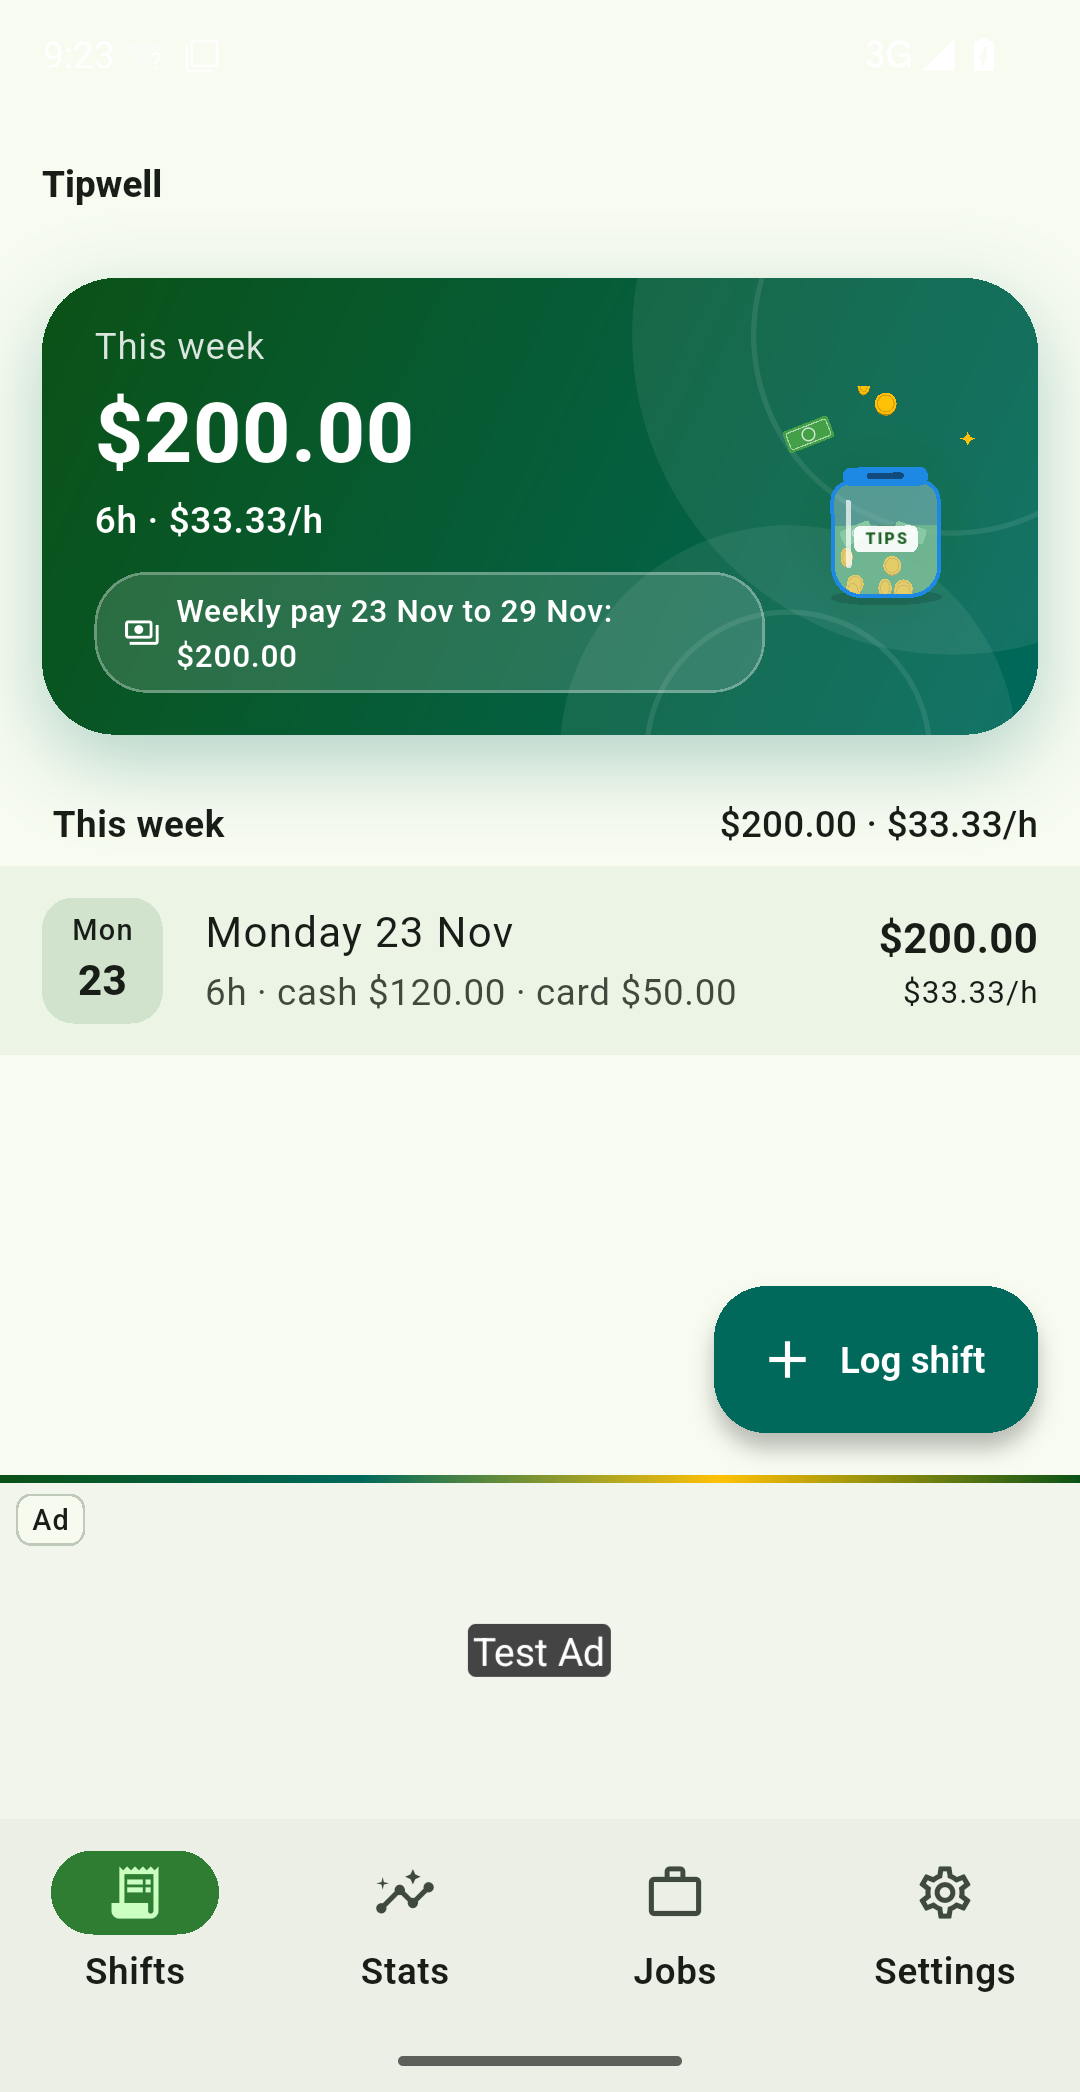 9:23
3G
Tipwell
This week
$200.00
6h · $33.33/h
Weekly pay 23 Nov to 29 Nov:
$200.00
TIPS
This week
$200.00 · $33.33/h
Mon
23
Monday 23 Nov
6h · cash $120.00 · card $50.00
$200.00
$33.33/h
Log shift
Ad
Test Ad
Shifts
Stats
Jobs
Settings